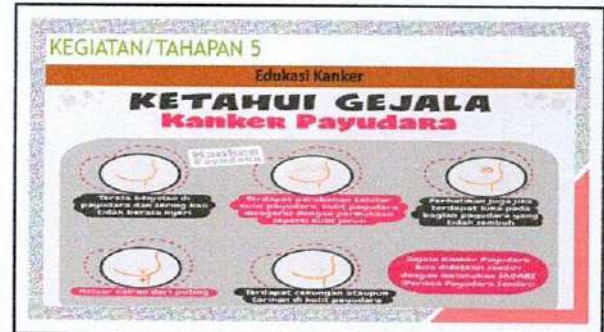 KEGIATAN/TAHAPAN 5
Edukasi Kanker
KETAHUI GEJALA
Kanker Payudara
Kanker
Payudara
Terasa benjolan di
payudara dan sering kali
tidak terasa nyeri
Terdapat perubahan tekstur
kulit payudara, kulit payudara
mengeras dengan permukaan
seperti kulit jeruk
Perhatikan juga jika
terdapat luka pada
bagian payudara yang
tidak sembuh
Keluar cairan dari puting
Terdapat cekungan ataupun
tarikan di kulit payudara
Gejala Kanker Payudara
bisa dideteksi sendiri
dengan melakukan SADARI
(Periksa Payudara Sendiri)